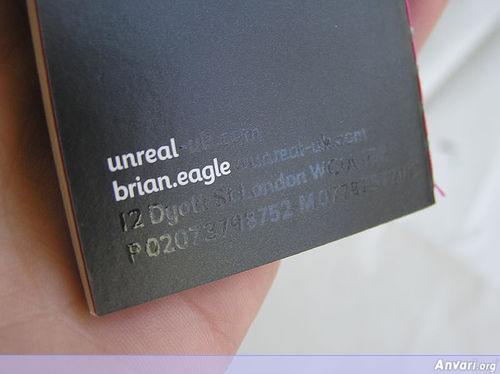 unreal-uk.com
brian.eagle@unreal-uk.com
12 Dyott St London
P 02073798752 M
Anvari.org